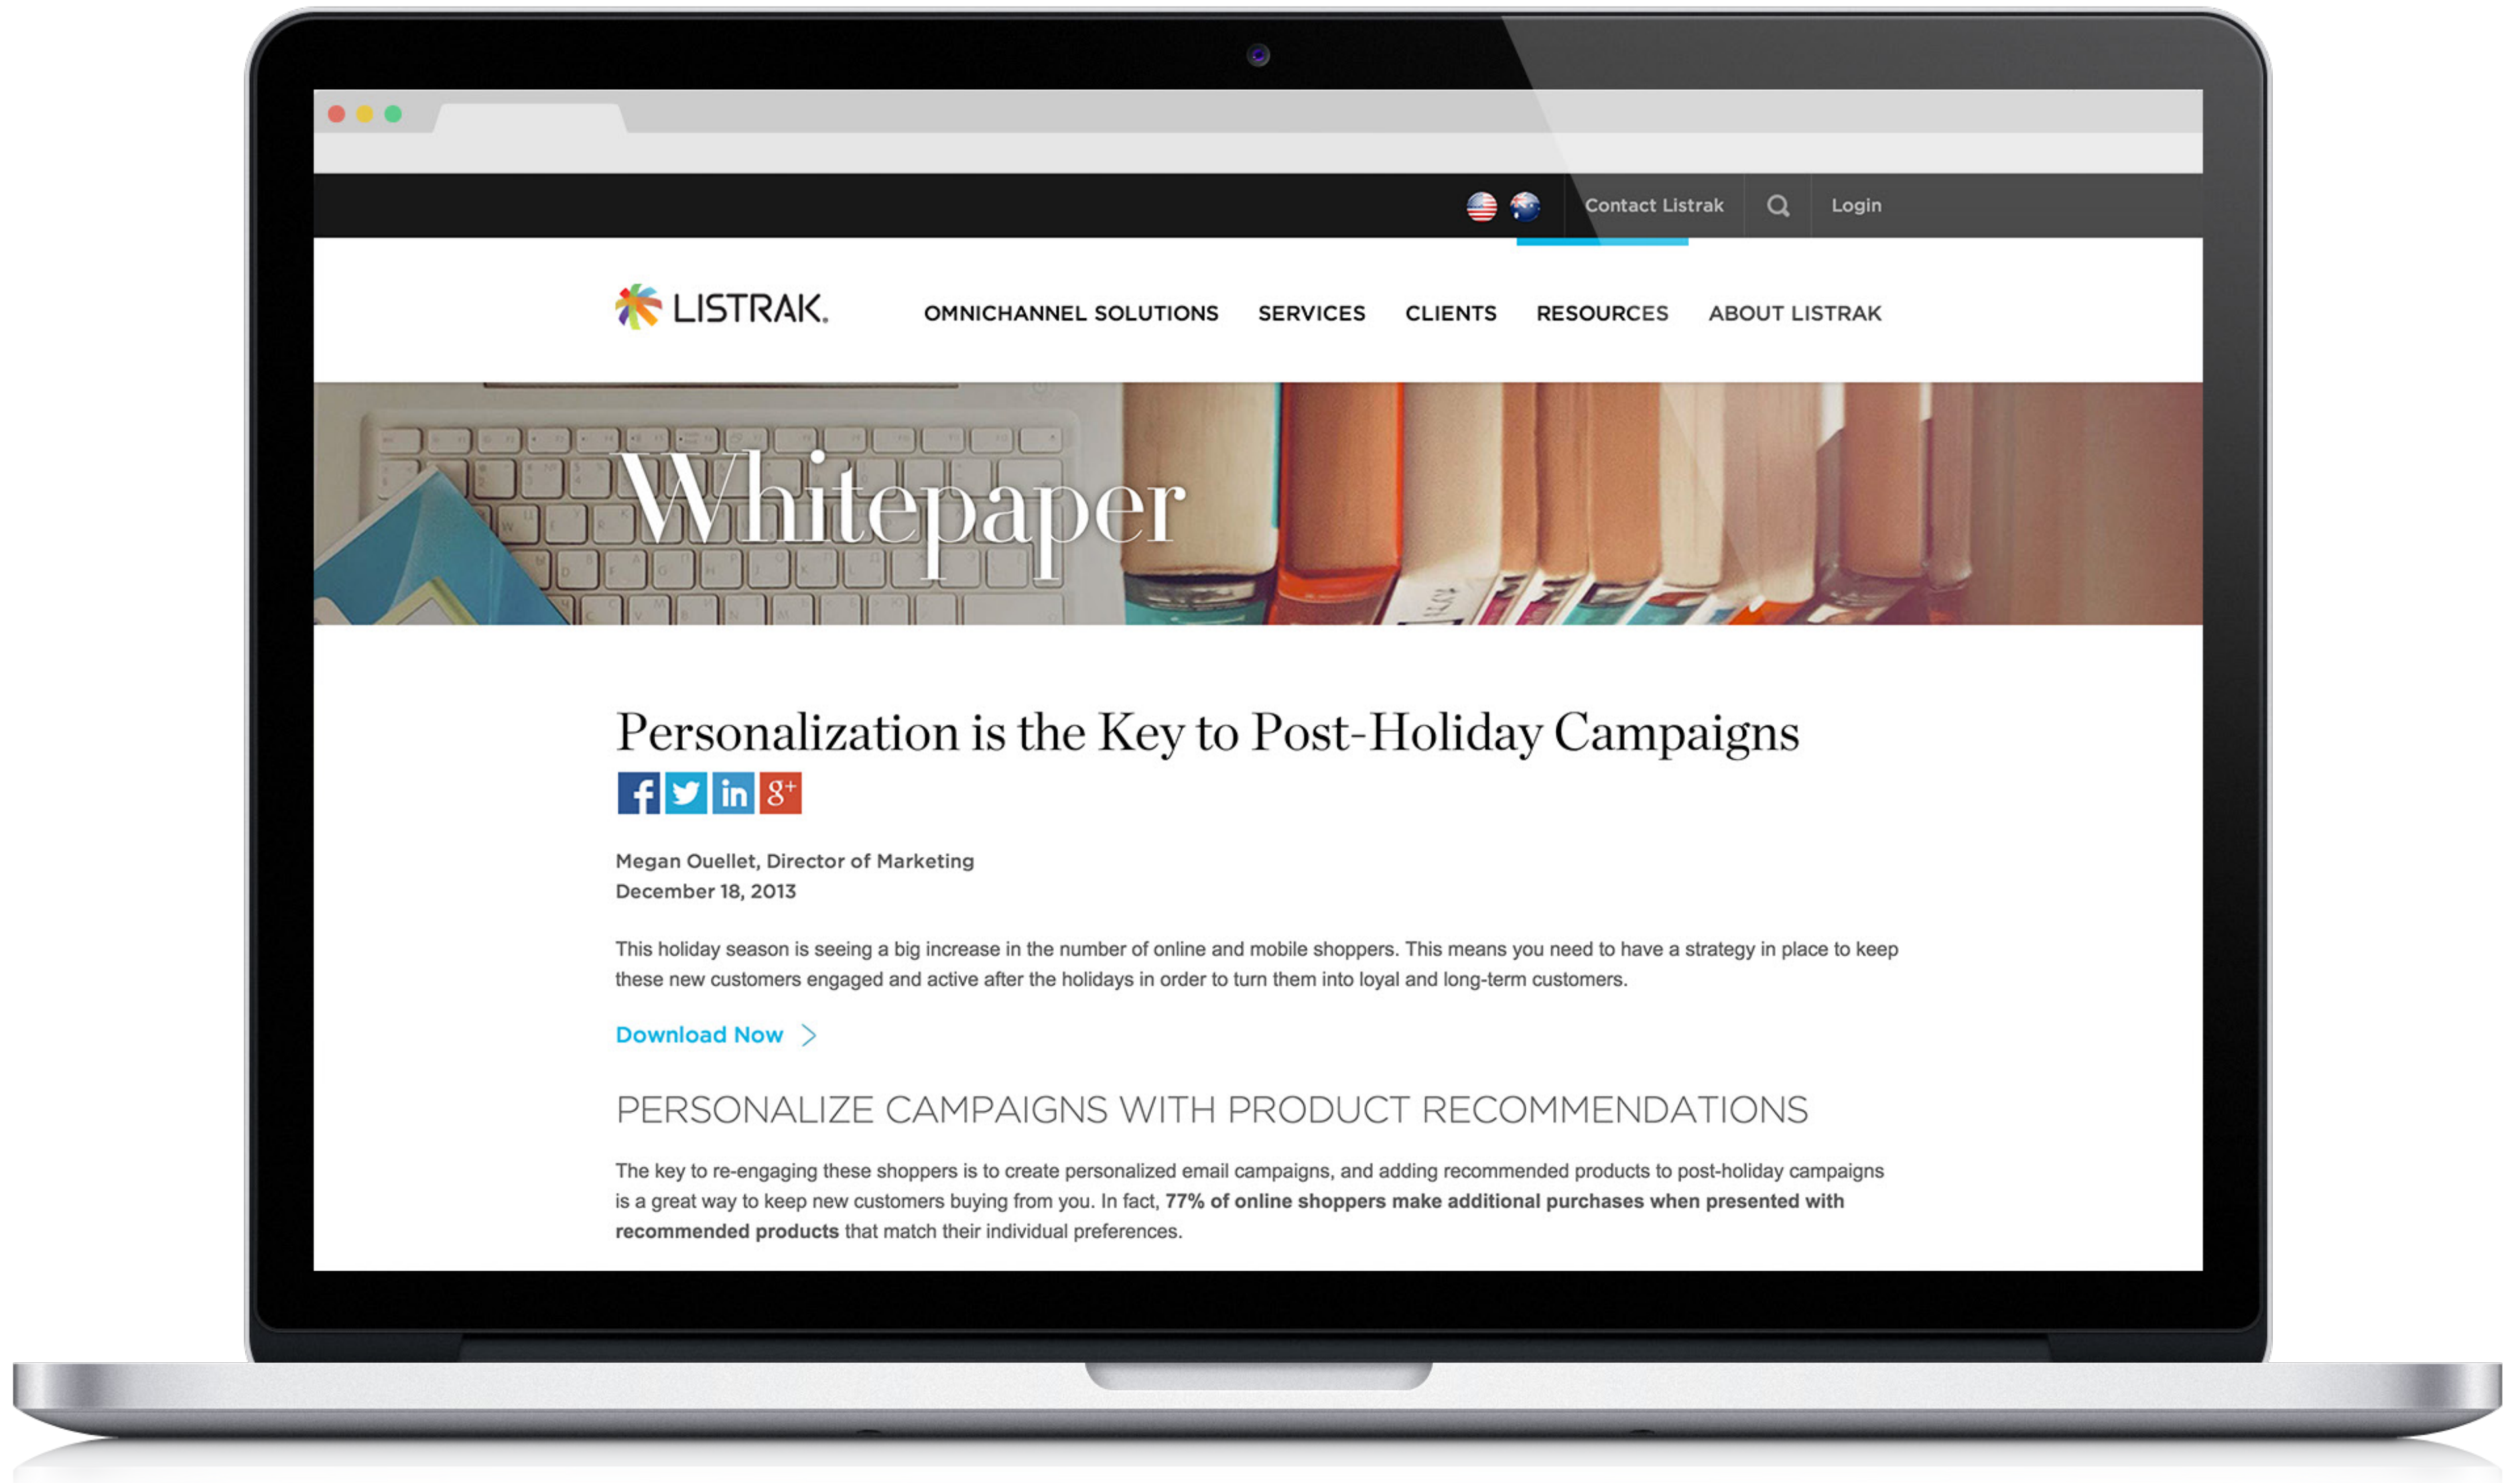 Contact Listrak Login
LISTRAK.
OMNICHANNEL SOLUTIONS SERVICES CLIENTS RESOURCES ABOUT LISTRAK
Whitepaper
Personalization is the Key to Post-Holiday Campaigns
f in g+
Megan Ouellet, Director of Marketing
December 18, 2013
This holiday season is seeing a big increase in the number of online and mobile shoppers. This means you need to have a strategy in place to keep
these new customers engaged and active after the holidays in order to turn them into loyal and long-term customers.
Download Now >
PERSONALIZE CAMPAIGNS WITH PRODUCT RECOMMENDATIONS
The key to re-engaging these shoppers is to create personalized email campaigns, and adding recommended products to post-holiday campaigns
is a great way to keep new customers buying from you. In fact, 77% of online shoppers make additional purchases when presented with
recommended products that match their individual preferences.